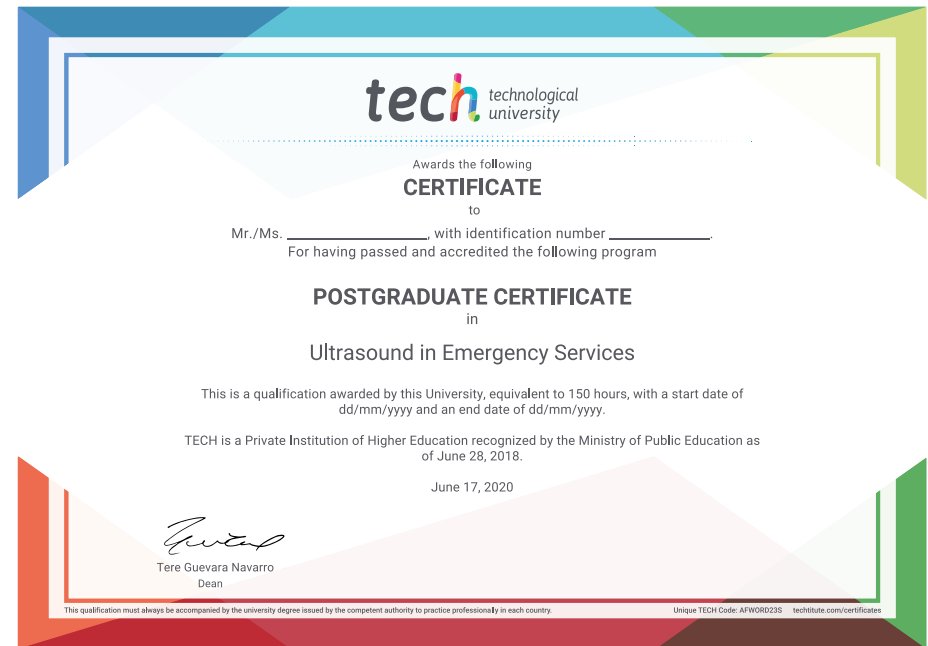 tech technological
university
Awards the following
CERTIFICATE
to
Mr./Ms. ____________________, with identification number ______________.
For having passed and accredited the following program
POSTGRADUATE CERTIFICATE
in
Ultrasound in Emergency Services
This is a qualification awarded by this University, equivalent to 150 hours, with a start date of
dd/mm/yyyy and an end date of dd/mm/yyyy.
TECH is a Private Institution of Higher Education recognized by the Ministry of Public Education as
of June 28, 2018.
June 17, 2020
Tere Guevara Navarro
Dean
This qualification must always be accompanied by the university degree issued by the competent authority to practice professionally in each country. Unique TECH Code: AFWORD23S techtitute.com/certificates